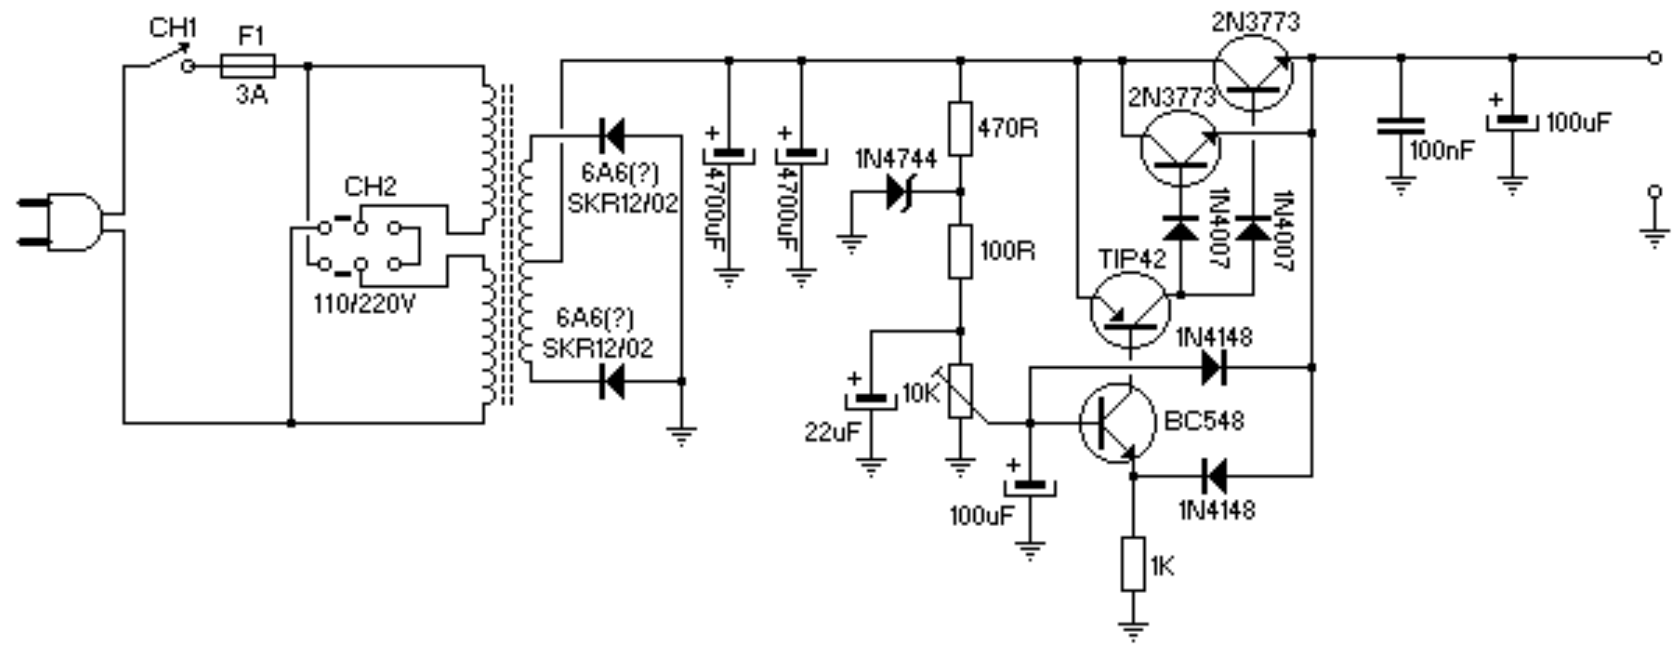 CH1
F1
3A
CH2
110/220V
6A6(?)
SKR12/02
6A6(?)
SKR12/02
+
4700uF
+
4700uF
470R
1N4744
100R
+
22uF
10K
+
100uF
2N3773
2N3773
1N4007
1N4007
TIP42
1N4148
BC548
1N4148
1K
100nF
+
100uF